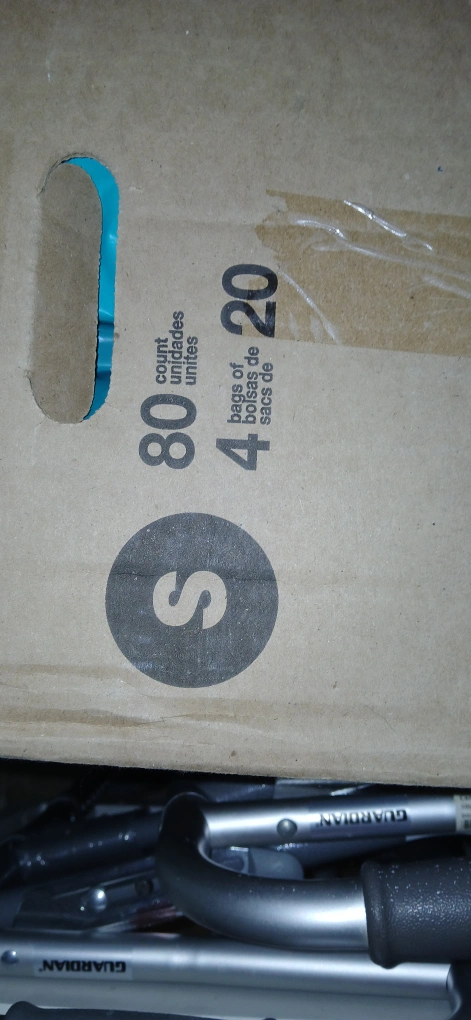 S
80 count
unidades
unites
4 bags of 20
bolsas de
sacs de
GUARDIAN
GUARDIAN